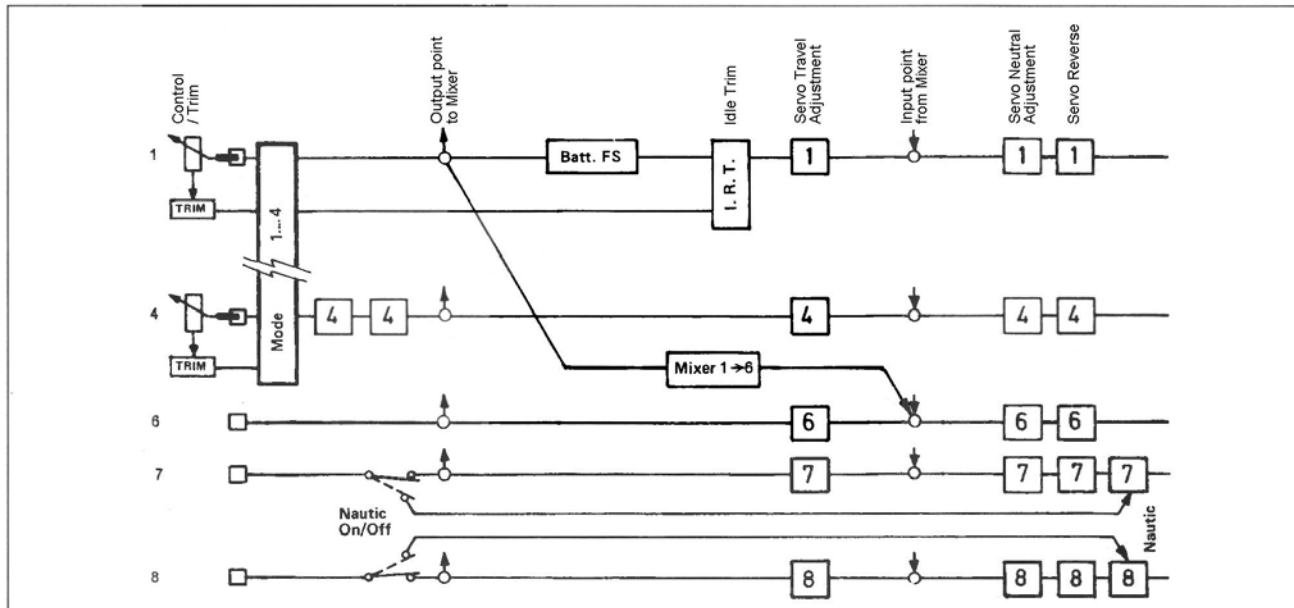 Control
/ Trim
Output point
to Mixer
Idle Trim
Servo Travel
Adjustment
Input point
from Mixer
Servo Neutral
Adjustment
Servo Reverse
1
Batt. FS
I. R. T.
1
1
1
TRIM
1....4
Mode
4
4
4
4
4
4
TRIM
Mixer 1→6
6
6
6
6
7
7
7
7
7
Nautic
On/Off
Nautic
8
8
8
8
8